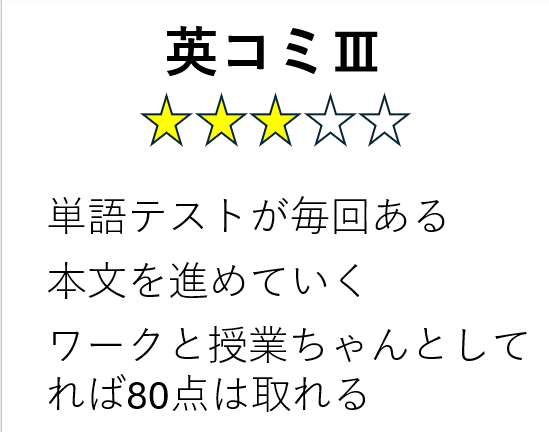 英コミⅢ
★★★☆☆
単語テストが毎回ある
本文を進めていく
ワークと授業ちゃんとして
れば80点は取れる